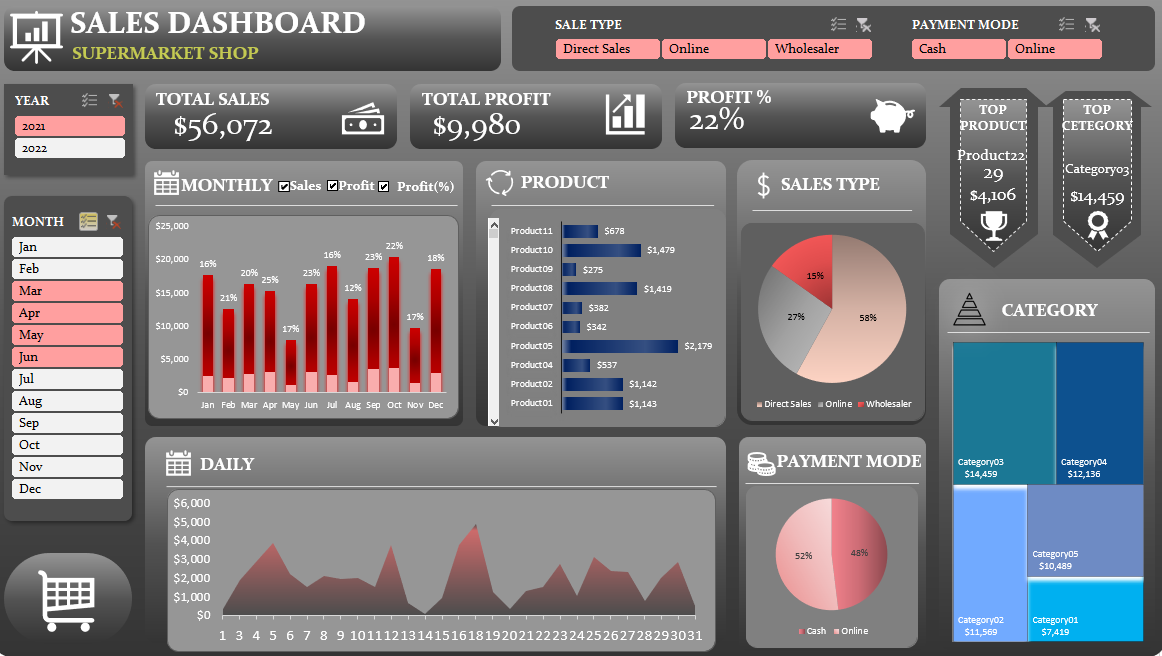 SALES DASHBOARD
SUPERMARKET SHOP
SALE TYPE
Direct Sales Online Wholesaler
PAYMENT MODE
Cash Online
YEAR
2021
2022
MONTH
Jan
Feb
Mar
Apr
May
Jun
Jul
Aug
Sep
Oct
Nov
Dec
TOTAL SALES
$56,072
TOTAL PROFIT
$9,980
PROFIT %
22%
TOP
PRODUCT
Product22
29
$4,106
TOP
CETEGORY
Category03
$14,459
MONTHLY Sales Profit Profit(%)
$25,000
$20,000
$15,000
$10,000
$5,000
$0
16% 21% 20% 25% 17% 23% 16% 12% 23% 22% 17% 18%
Jan Feb Mar Apr May Jun Jul Aug Sep Oct Nov Dec
PRODUCT
Product11 $678
Product10 $1,479
Product09 $275
Product08 $1,419
Product07 $382
Product06 $342
Product05 $2,179
Product04 $537
Product02 $1,142
Product01 $1,143
$ SALES TYPE
15%
27% 58%
Direct Sales Online Wholesaler
CATEGORY
Category03
$14,459
Category04
$12,136
Category05
$10,489
Category02
$11,569
Category01
$7,419
DAILY
$6,000
$5,000
$4,000
$3,000
$2,000
$1,000
$0
1 2 3 4 5 6 7 8 9 10 11 12 13 14 15 16 17 18 19 20 21 22 23 24 25 26 27 28 29 30 31
PAYMENT MODE
52% 48%
Cash Online